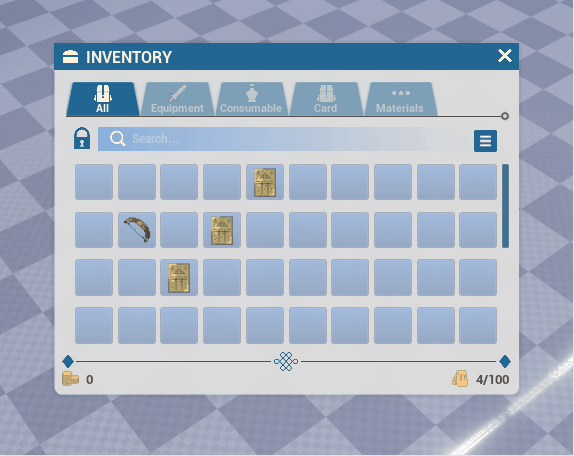 INVENTORY
All
Equipment
Consumable
Card
Materials
Search...
0
4/100